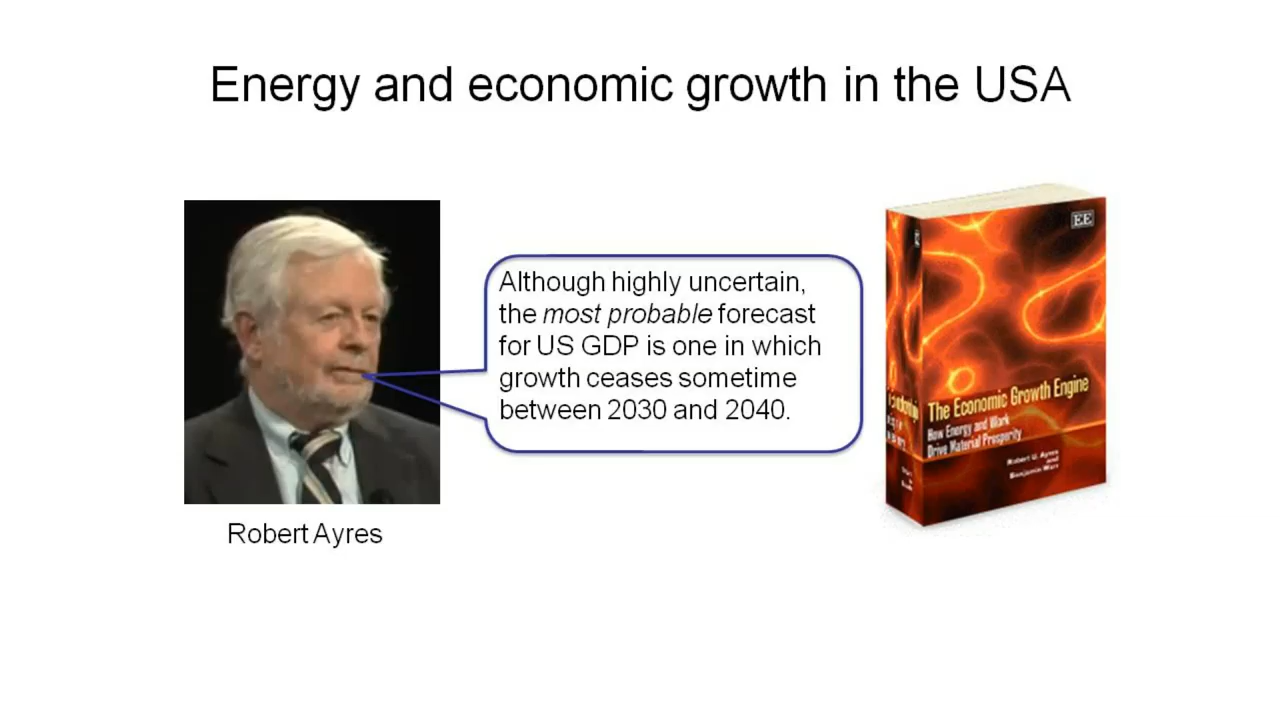 Energy and economic growth in the USA
Although highly uncertain,
the most probable forecast
for US GDP is one in which
growth ceases sometime
between 2030 and 2040.
Robert Ayres
EE
The Economic Growth Engine
How Energy and Work
Drive Material Prosperity
Robert U. Ayres
and
Benjamin Warr